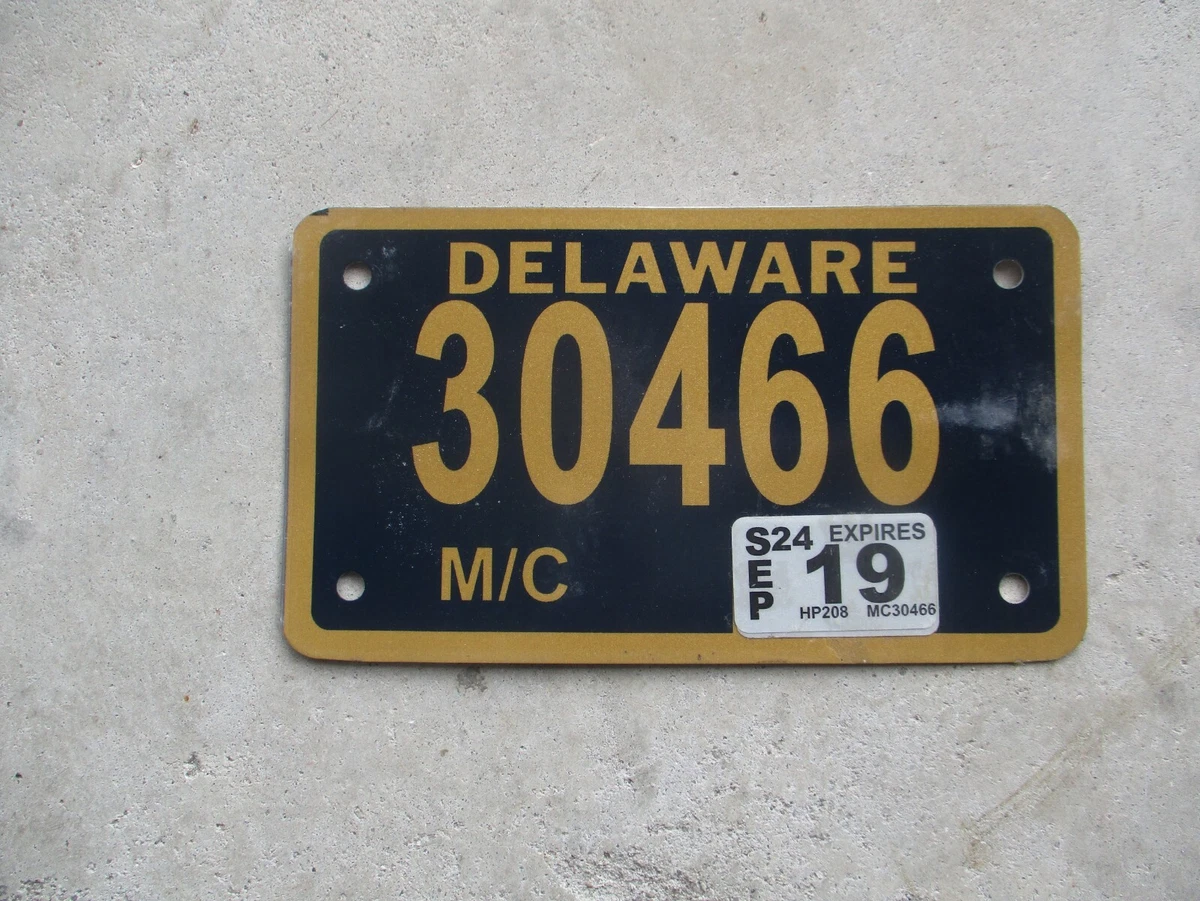 DELAWARE
30466
M/C
S24 EXPIRES
SEP
19
HP208 MC30466